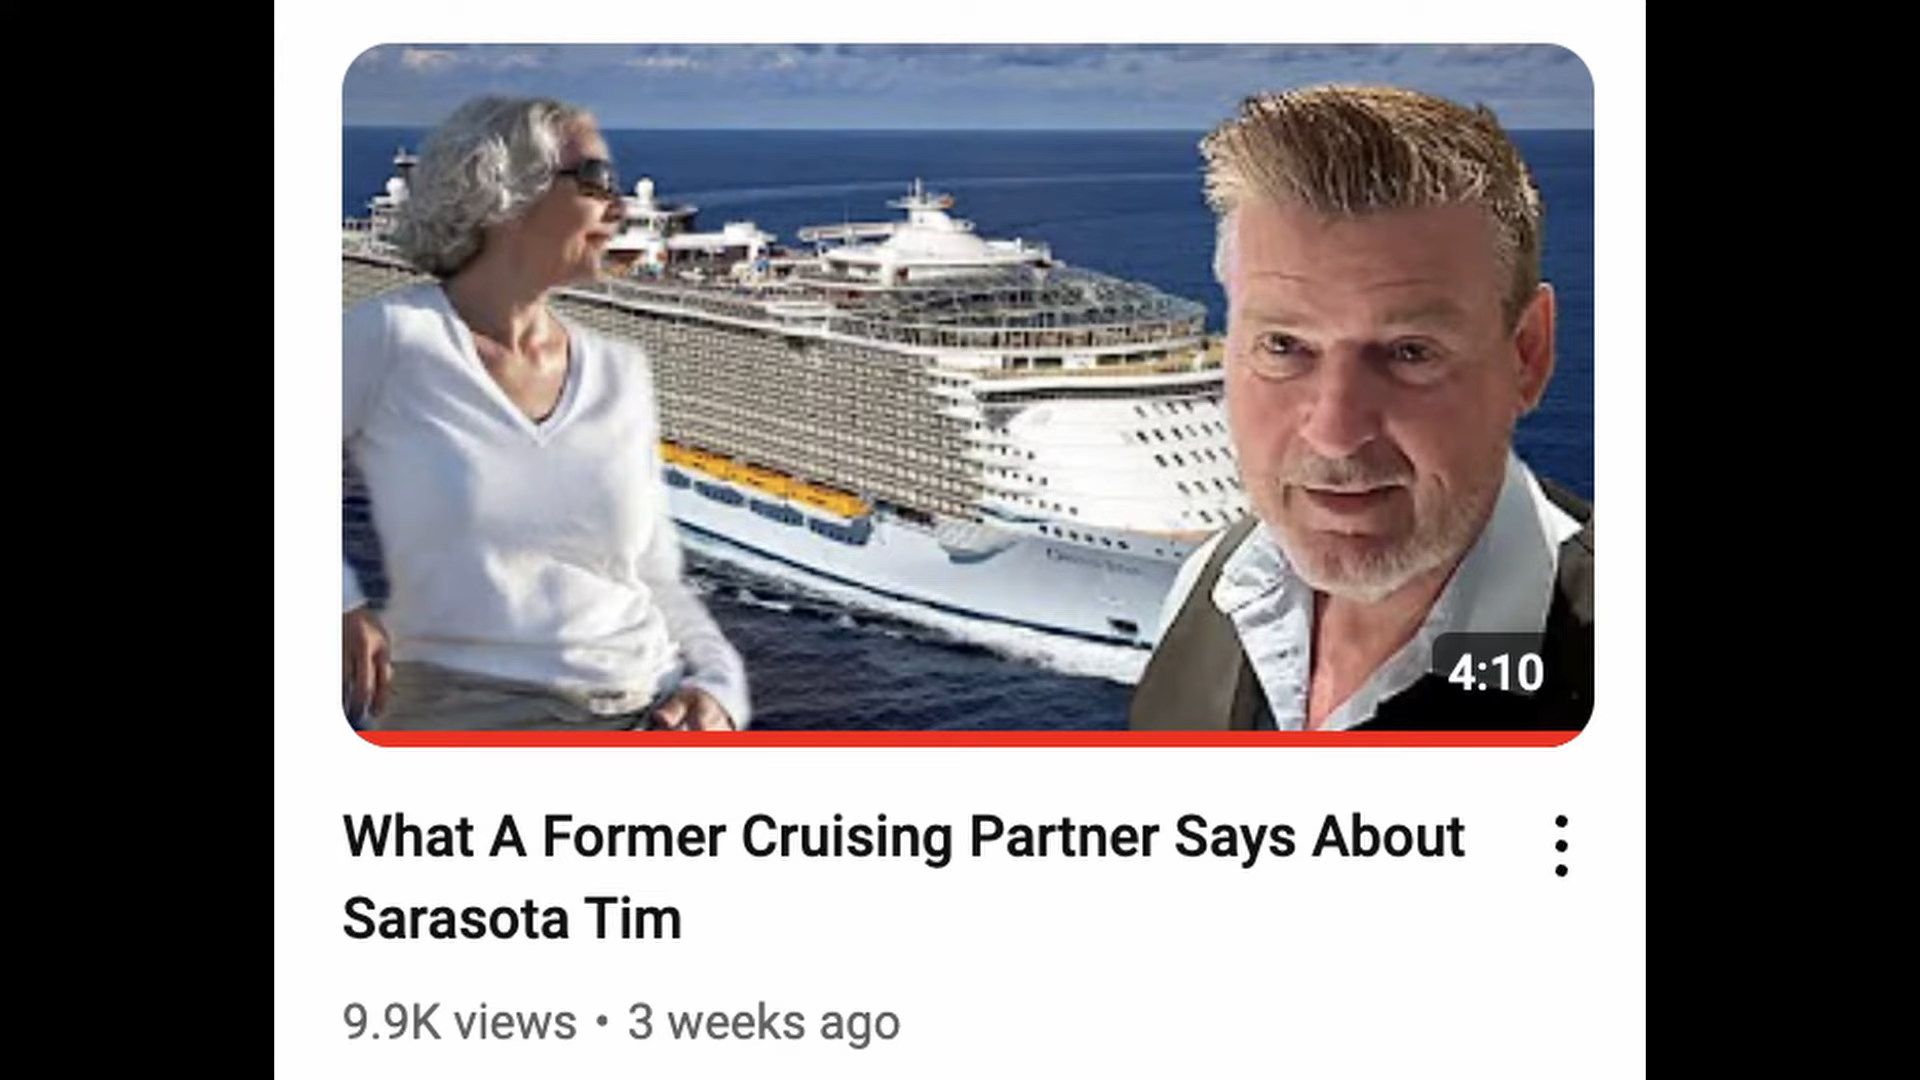 4:10
What A Former Cruising Partner Says About
Sarasota Tim
9.9K views • 3 weeks ago